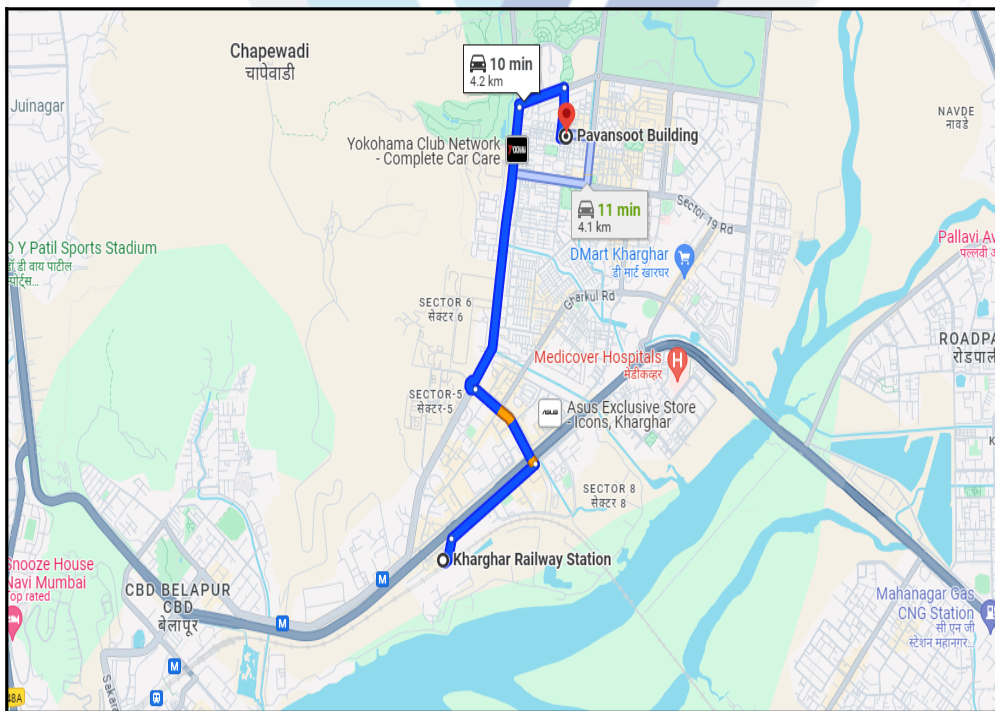 Chapewadi
चापेवाडी
10 min
4.2 km
Juinagar
NAVDE
नावडे
Yokohama Club Network
- Complete Car Care
Pavansoot Building
11 min
4.1 km
Sector 19 Rd
D Y Patil Sports Stadium
डॉ डी वाय पाटील
स्पोर्ट्स...
DMart Kharghar
डी मार्ट खारघर
Pallavi Av
पल्लवी
Gharkul Rd
SECTOR 6
सेक्टर 6
ROADPA
रोडपाली
Medicover Hospitals
मेडीकव्हर
H
SECTOR-5
सेक्टर-5
ASUS
Asus Exclusive Store
- Icons, Kharghar
SECTOR 8
सेक्टर 8
Kharghar Railway Station
Snooze House
Navi Mumbai
Top rated
M
CBD BELAPUR
CBD
बेलापूर
M
M
Mahanagar Gas
CNG Station
सी एन जी
स्टेशन महानगर...
48A
Sakara